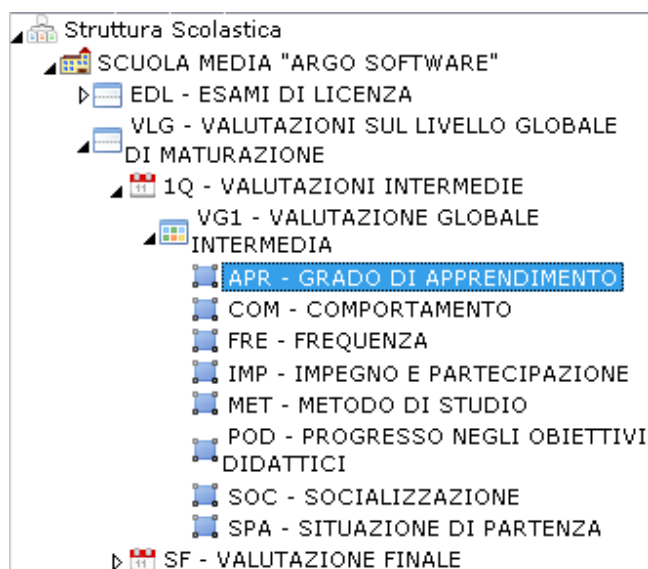 Struttura Scolastica
SCUOLA MEDIA "ARGO SOFTWARE"
EDL - ESAMI DI LICENZA
VLG - VALUTAZIONI SUL LIVELLO GLOBALE
DI MATURAZIONE
1Q - VALUTAZIONI INTERMEDIE
VG1 - VALUTAZIONE GLOBALE
INTERMEDIA
APR - GRADO DI APPRENDIMENTO
COM - COMPORTAMENTO
FRE - FREQUENZA
IMP - IMPEGNO E PARTECIPAZIONE
MET - METODO DI STUDIO
POD - PROGRESSO NEGLI OBIETTIVI
DIDATTICI
SOC - SOCIALIZZAZIONE
SPA - SITUAZIONE DI PARTENZA
SF - VALUTAZIONE FINALE